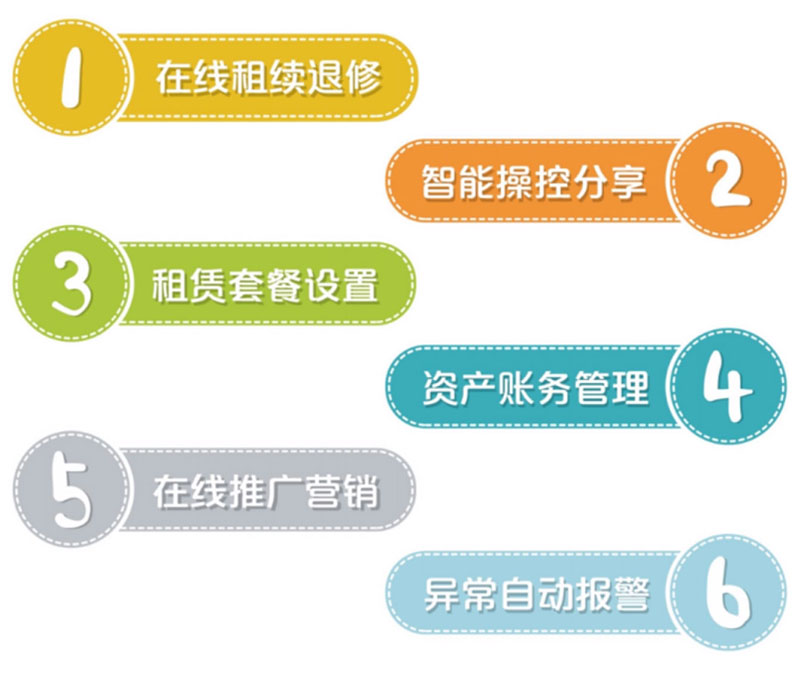 1 在线租续退修
智能操控分享 2
3 租赁套餐设置
资产账务管理 4
5 在线推广营销
异常自动报警 6